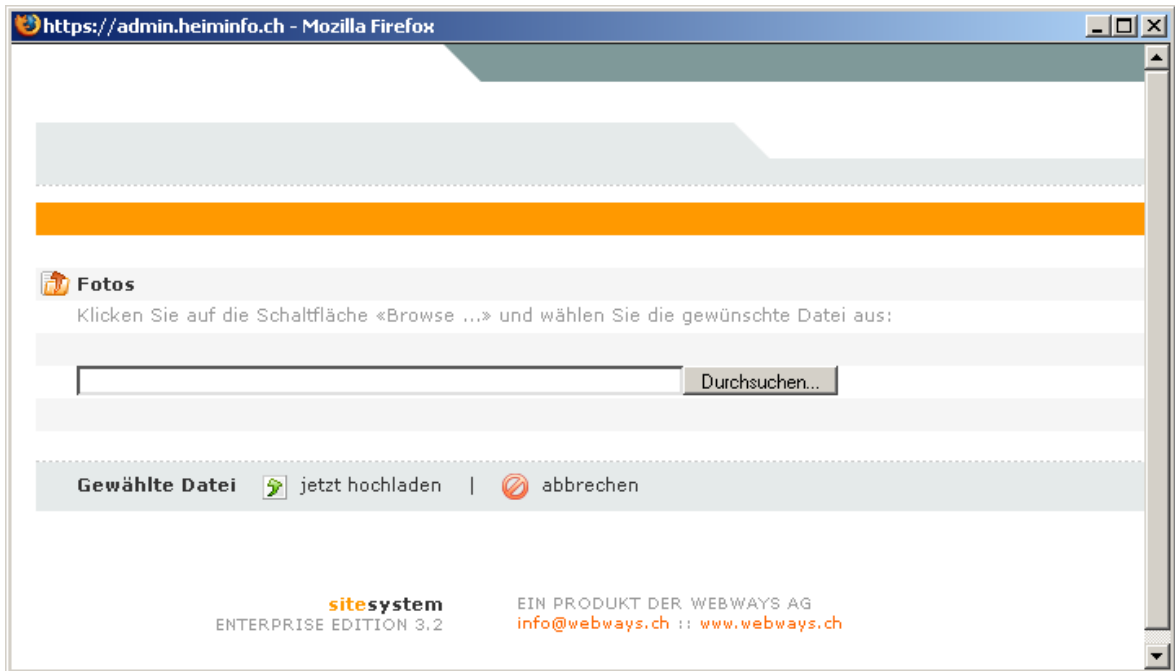 https://admin.heiminfo.ch - Mozilla Firefox
Fotos
Klicken Sie auf die Schaltfläche «Browse ...» und wählen Sie die gewünschte Datei aus:
Durchsuchen...
Gewählte Datei jetzt hochladen | abbrechen
sitesystem EIN PRODUKT DER WEBWAYS AG
ENTERPRISE EDITION 3.2 info@webways.ch :: www.webways.ch